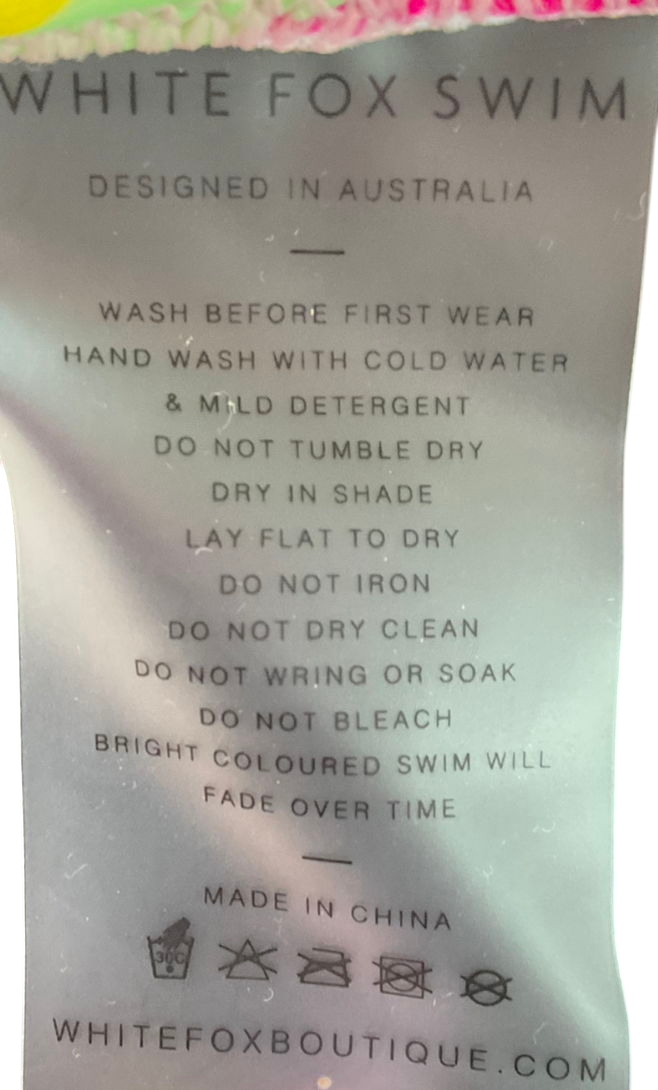 WHITE FOX SWIM
DESIGNED IN AUSTRALIA
WASH BEFORE FIRST WEAR
HAND WASH WITH COLD WATER
& MILD DETERGENT
DO NOT TUMBLE DRY
DRY IN SHADE
LAY FLAT TO DRY
DO NOT IRON
DO NOT DRY CLEAN
DO NOT WRING OR SOAK
DO NOT BLEACH
BRIGHT COLOURED SWIM WILL
FADE OVER TIME
MADE IN CHINA
30C
WHITEFOXBOUTIQUE.COM